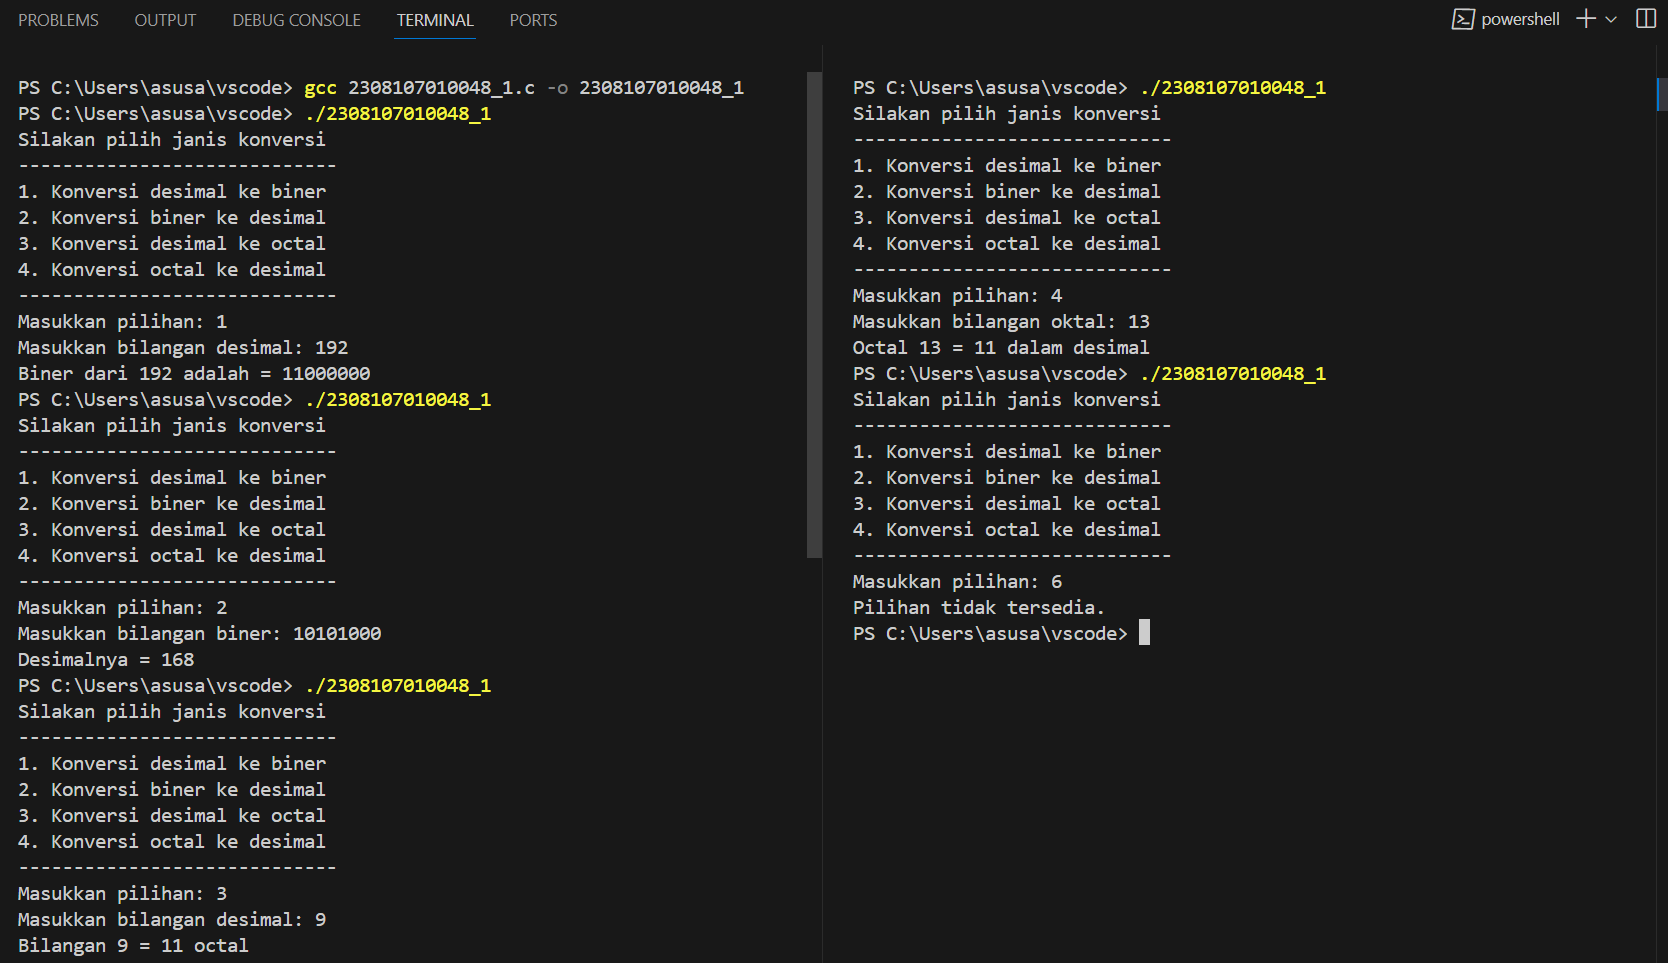 PROBLEMS OUTPUT DEBUG CONSOLE TERMINAL PORTS
powershell
PS C:\Users\asusa\vscode> gcc 2308107010048_1.c -o 2308107010048_1
PS C:\Users\asusa\vscode> ./2308107010048_1
Silakan pilih janis konversi
-----------------------------
1. Konversi desimal ke biner
2. Konversi biner ke desimal
3. Konversi desimal ke octal
4. Konversi octal ke desimal
-----------------------------
Masukkan pilihan: 1
Masukkan bilangan desimal: 192
Biner dari 192 adalah = 11000000
PS C:\Users\asusa\vscode> ./2308107010048_1
Silakan pilih janis konversi
-----------------------------
1. Konversi desimal ke biner
2. Konversi biner ke desimal
3. Konversi desimal ke octal
4. Konversi octal ke desimal
-----------------------------
Masukkan pilihan: 2
Masukkan bilangan biner: 10101000
Desimalnya = 168
PS C:\Users\asusa\vscode> ./2308107010048_1
Silakan pilih janis konversi
-----------------------------
1. Konversi desimal ke biner
2. Konversi biner ke desimal
3. Konversi desimal ke octal
4. Konversi octal ke desimal
-----------------------------
Masukkan pilihan: 3
Masukkan bilangan desimal: 9
Bilangan 9 = 11 octal
PS C:\Users\asusa\vscode> ./2308107010048_1
Silakan pilih janis konversi
-----------------------------
1. Konversi desimal ke biner
2. Konversi biner ke desimal
3. Konversi desimal ke octal
4. Konversi octal ke desimal
-----------------------------
Masukkan pilihan: 4
Masukkan bilangan oktal: 13
Octal 13 = 11 dalam desimal
PS C:\Users\asusa\vscode> ./2308107010048_1
Silakan pilih janis konversi
-----------------------------
1. Konversi desimal ke biner
2. Konversi biner ke desimal
3. Konversi desimal ke octal
4. Konversi octal ke desimal
-----------------------------
Masukkan pilihan: 6
Pilihan tidak tersedia.
PS C:\Users\asusa\vscode>